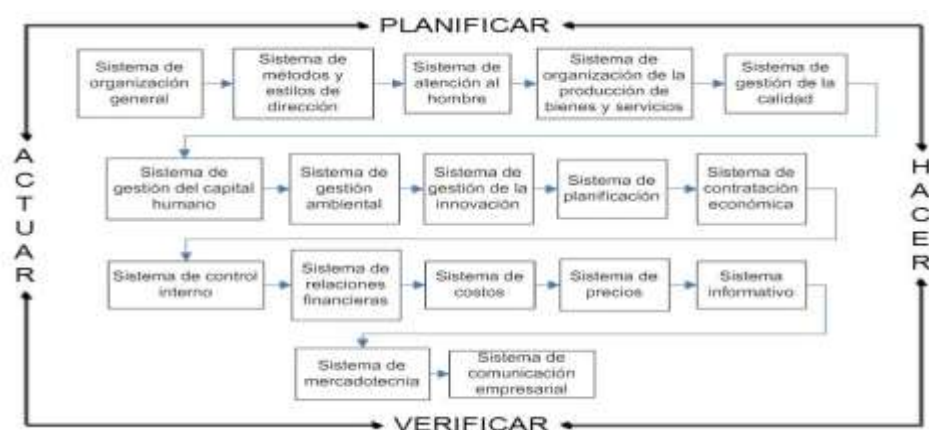 PLANIFICAR
Sistema de
organización
general
Sistema de
métodos y
estilos de
dirección
Sistema de
atención al
hombre
Sistema de
organización de la
producción de
bienes y servicios
Sistema de
gestión de la
calidad
ACTUAR
HACER
Sistema de
gestión del capital
humano
Sistema de
gestión
ambiental
Sistema de
gestión de la
innovación
Sistema de
planificación
Sistema de
contratación
económica
Sistema de control
interno
Sistema de
relaciones
financieras
Sistema de
costos
Sistema de
precios
Sistema
informativo
Sistema de
mercadotecnia
Sistema de
comunicación
empresarial
VERIFICAR